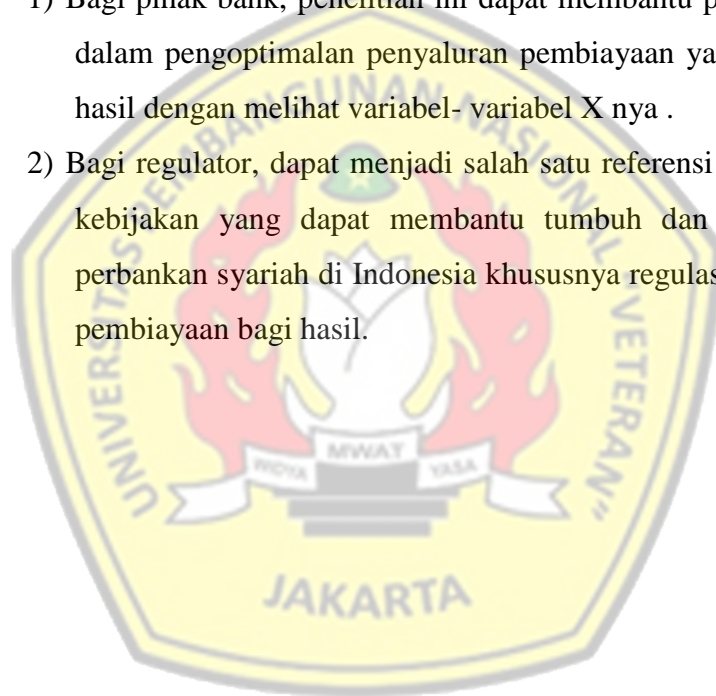 1) Bagi pihak bank, penelitian ini dapat membantu
dalam pengoptimalan penyaluran pembiayaan
hasil dengan melihat variabel- variabel X nya .
2) Bagi regulator, dapat menjadi salah satu referensi
kebijakan yang dapat membantu tumbuh dan
perbankan syariah di Indonesia khususnya
pembiayaan bagi hasil.
UNIVERSITAS PEMBANGUNAN NASIONAL "VETERAN"
WIDYA MWAT YASA
JAKARTA